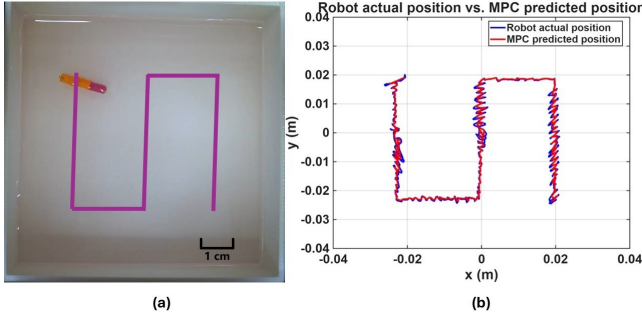 Robot actual position vs. MPC predicted position
Robot actual position
MPC predicted position
0.04
0.03
0.02
0.01
0
-0.01
-0.02
-0.03
-0.04
y (m)
-0.04
-0.02
0
0.02
0.04
x (m)
1 cm
(a)
(b)